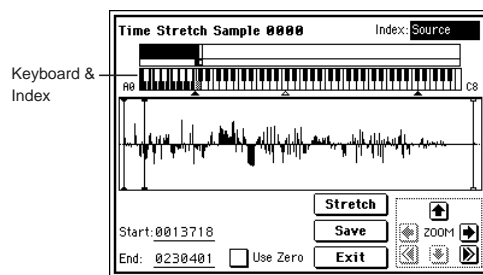 Time Stretch Sample 0000
Index: Source
Keyboard &
Index
A0
C8
Stretch
Start: 0013718
Save
ZOOM
End: 0230401
Use Zero
Exit